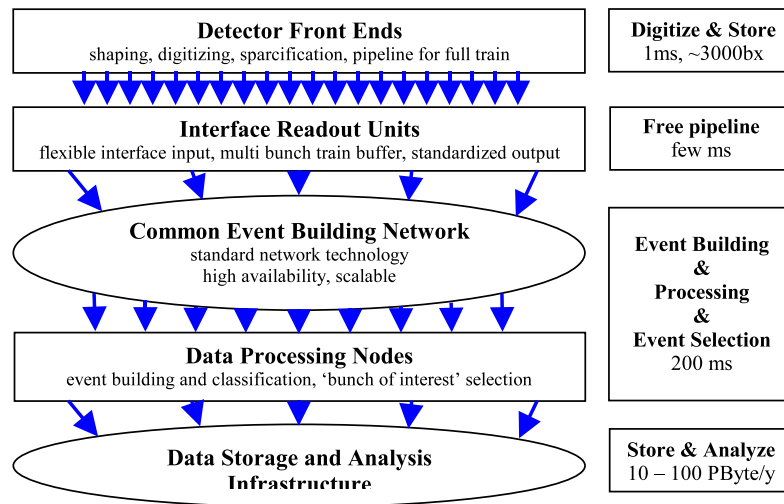 Detector Front Ends
shaping, digitizing, sparcification, pipeline for full train
Digitize & Store
1ms, ~3000bx
Interface Readout Units
flexible interface input, multi bunch train buffer, standardized output
Free pipeline
few ms
Common Event Building Network
standard network technology
high availability, scalable
Event Building
&
Processing
&
Event Selection
200 ms
Data Processing Nodes
event building and classification, ‘bunch of interest’ selection
Data Storage and Analysis
Infrastructure
Store & Analyze
10 – 100 PByte/y